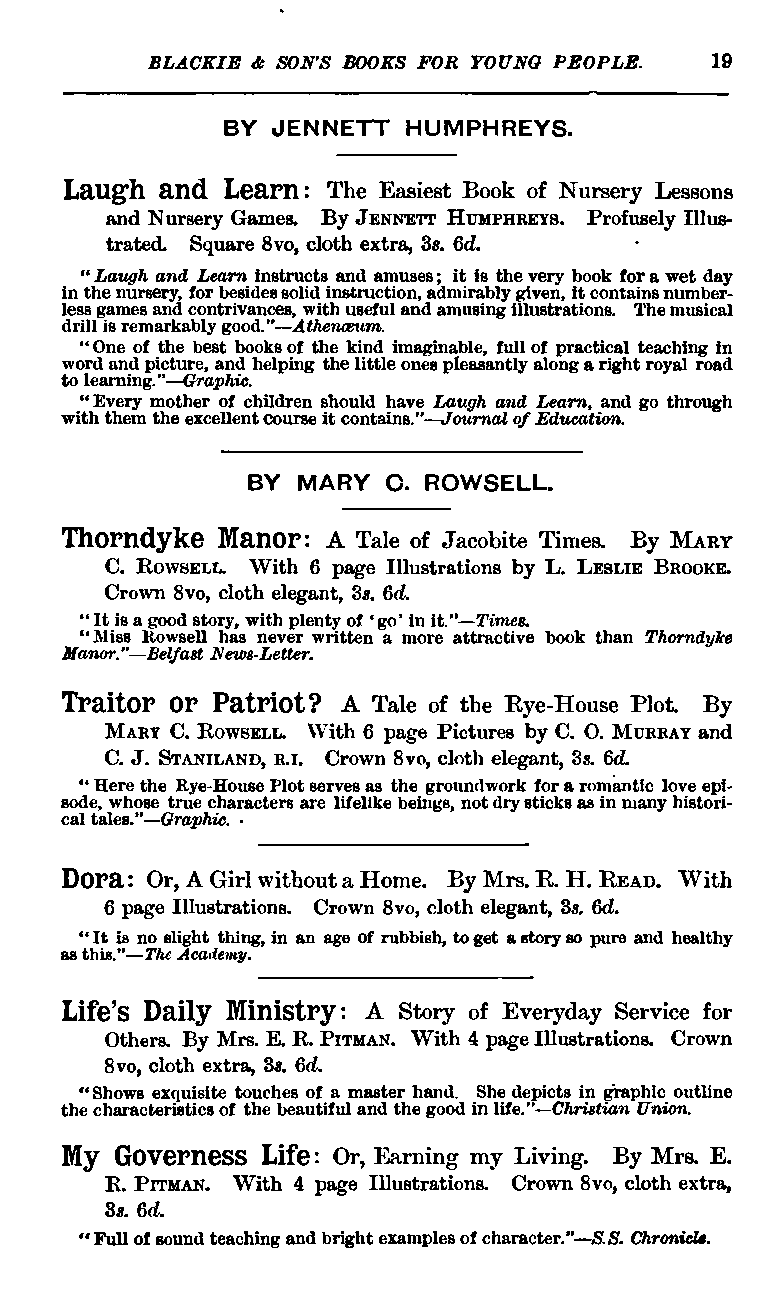 BLACKIE & SON'S BOOKS FOR YOUNG PEOPLE. 19
BY JENNETT HUMPHREYS.
Laugh and Learn: The Easiest Book of Nursery Lessons
and Nursery Games. By JENNETT HUMPHREYS. Profusely Illus-
trated. Square 8vo, cloth extra, 3s. 6d.
"Laugh and Learn instructs and amuses; it is the very book for a wet day
in the nursery, for besides solid instruction, admirably given, it contains number-
less games and contrivances, with useful and amusing illustrations. The musical
drill is remarkably good."—Athenæum.
"One of the best books of the kind imaginable, full of practical teaching in
word and picture, and helping the little ones pleasantly along a right royal road
to learning."—Graphic.
"Every mother of children should have Laugh and Learn, and go through
with them the excellent course it contains."—Journal of Education.
BY MARY C. ROWSELL.
Thorndyke Manor: A Tale of Jacobite Times. By MARY
C. ROWSELL. With 6 page Illustrations by L. LESLIE BROOKE.
Crown 8vo, cloth elegant, 3s. 6d.
"It is a good story, with plenty of 'go' in it."—Times.
"Miss Rowsell has never written a more attractive book than Thorndyke
Manor."—Belfast News-Letter.
Traitor or Patriot? A Tale of the Rye-House Plot. By
MARY C. ROWSELL. With 6 page Pictures by C. O. MURRAY and
C. J. STANILAND, R.I. Crown 8vo, cloth elegant, 3s. 6d.
"Here the Rye-House Plot serves as the groundwork for a romantic love epi-
sode, whose true characters are lifelike beings, not dry sticks as in many histori-
cal tales."—Graphic.
Dora: Or, A Girl without a Home. By Mrs. R. H. READ. With
6 page Illustrations. Crown 8vo, cloth elegant, 3s. 6d.
"It is no slight thing, in an age of rubbish, to get a story so pure and healthy
as this."—The Academy.
Life's Daily Ministry: A Story of Everyday Service for
Others. By Mrs. E. R. PITMAN. With 4 page Illustrations. Crown
8vo, cloth extra, 3s. 6d.
"Shows exquisite touches of a master hand. She depicts in graphic outline
the characteristics of the beautiful and the good in life."—Christian Union.
My Governess Life: Or, Earning my Living. By Mrs. E.
R. PITMAN. With 4 page Illustrations. Crown 8vo, cloth extra,
3s. 6d.
"Full of sound teaching and bright examples of character."—S.S. Chronicle.